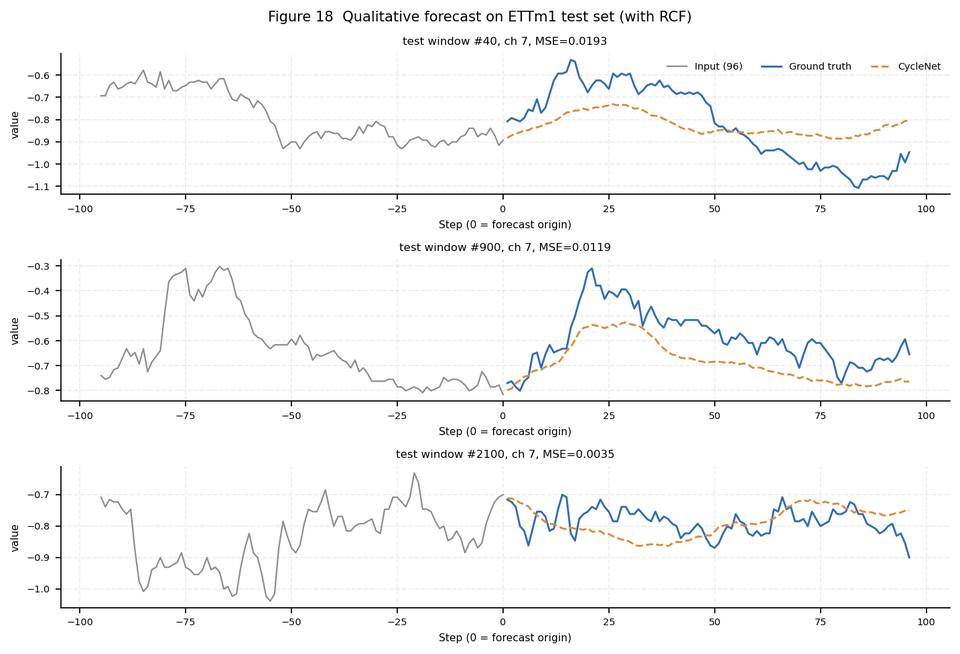 Figure 18  Qualitative forecast on ETTm1 test set (with RCF)
test window #40, ch 7, MSE=0.0193
Input (96)
Ground truth
CycleNet
value
−0.6
−0.7
−0.8
−0.9
−1.0
−1.1
−100 −75 −50 −25 0 25 50 75 100
Step (0 = forecast origin)
test window #900, ch 7, MSE=0.0119
value
−0.3
−0.4
−0.5
−0.6
−0.7
−0.8
−100 −75 −50 −25 0 25 50 75 100
Step (0 = forecast origin)
test window #2100, ch 7, MSE=0.0035
value
−0.7
−0.8
−0.9
−1.0
−100 −75 −50 −25 0 25 50 75 100
Step (0 = forecast origin)